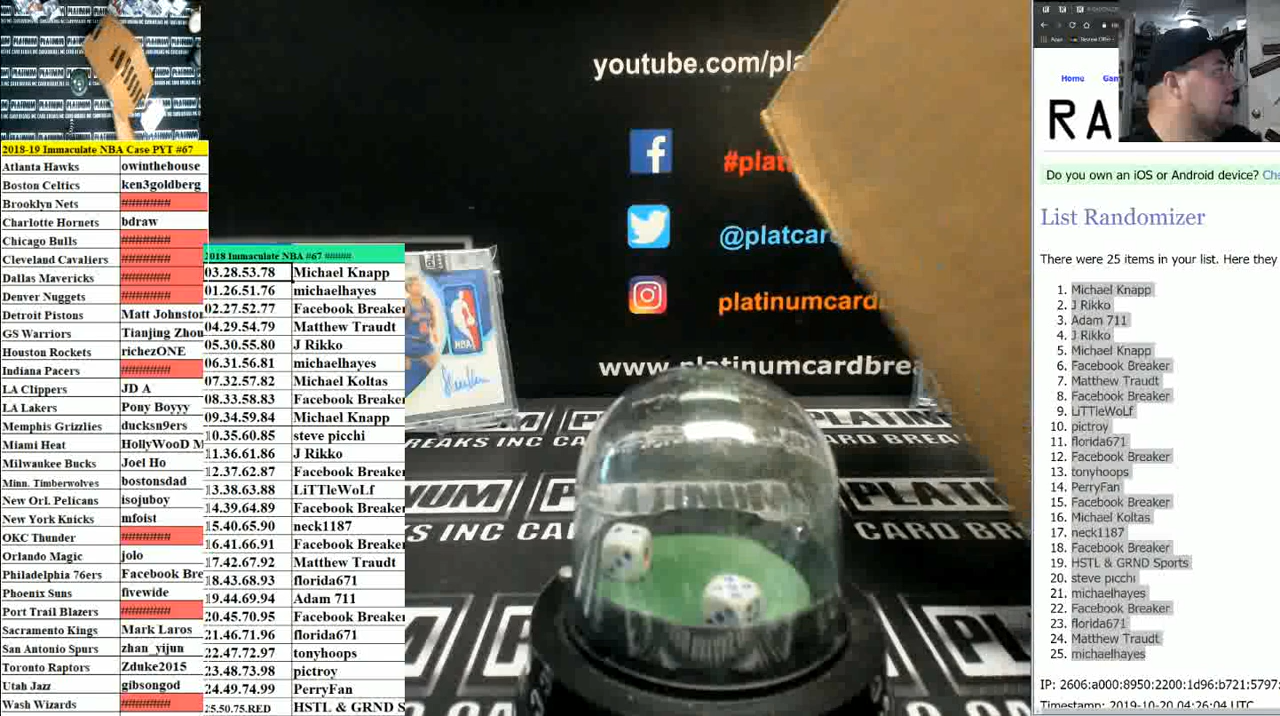 2018-19 Immaculate NBA Case PYT #67
Atlanta Hawks owinthehouse
Boston Celtics ken3goldberg
Brooklyn Nets ########
Charlotte Hornets bdraw
Chicago Bulls ########
Cleveland Cavaliers ########
Dallas Mavericks ########
Denver Nuggets ########
Detroit Pistons Matt Johnston
GS Warriors Tianjing Zhou
Houston Rockets richezONE
Indiana Pacers ########
LA Clippers JD A
LA Lakers Pony Boyyy
Memphis Grizzlies ducksn9ers
Miami Heat HollyWooD M
Milwaukee Bucks Joel Ho
Minn. Timberwolves bostonsdad
New Orl. Pelicans isojuboy
New York Knicks mfoist
OKC Thunder ########
Orlando Magic jolo
Philadelphia 76ers Facebook Bre
Phoenix Suns fivewide
Port Trail Blazers ########
Sacramento Kings Mark Laros
San Antonio Spurs zhan_yijun
Toronto Raptors Zduke2015
Utah Jazz gibsongod
Wash Wizards ########
2018 Immaculate NBA #67 #####
03.28.53.78 Michael Knapp
01.26.51.76 michaelhayes
02.27.52.77 Facebook Breaker
04.29.54.79 Matthew Traudt
05.30.55.80 J Rikko
06.31.56.81 michaelhayes
07.32.57.82 Michael Koltas
08.33.58.83 Facebook Breaker
09.34.59.84 Michael Knapp
10.35.60.85 steve picchi
11.36.61.86 J Rikko
12.37.62.87 Facebook Breaker
13.38.63.88 LiTTleWoLf
14.39.64.89 Facebook Breaker
15.40.65.90 neck1187
16.41.66.91 Facebook Breaker
17.42.67.92 Matthew Traudt
18.43.68.93 florida671
19.44.69.94 Adam 711
20.45.70.95 Facebook Breaker
21.46.71.96 florida671
22.47.72.97 tonyhoops
23.48.73.98 pictroy
24.49.74.99 PerryFan
25.50.75.RED HSTL & GRND S
youtube.com/pla
f
#plati
@platcar
platinumcardb
www.platinumcardbrea
NBA
PLATINUM
BREAKS INC CAR
PLATIN
CARD BREA
Home Gam
RA
Do you own an iOS or Android device? Che
List Randomizer
There were 25 items in your list. Here they
1. Michael Knapp
2. J Rikko
3. Adam 711
4. J Rikko
5. Michael Knapp
6. Facebook Breaker
7. Matthew Traudt
8. Facebook Breaker
9. LiTTleWoLf
10. pictroy
11. florida671
12. Facebook Breaker
13. tonyhoops
14. PerryFan
15. Facebook Breaker
16. Michael Koltas
17. neck1187
18. Facebook Breaker
19. HSTL & GRND Sports
20. steve picchi
21. michaelhayes
22. Facebook Breaker
23. florida671
24. Matthew Traudt
25. michaelhayes
IP: 2606:a000:8950:2200:1d96:b721:5797:
Timestamp: 2019-10-20 04:26:04 UTC